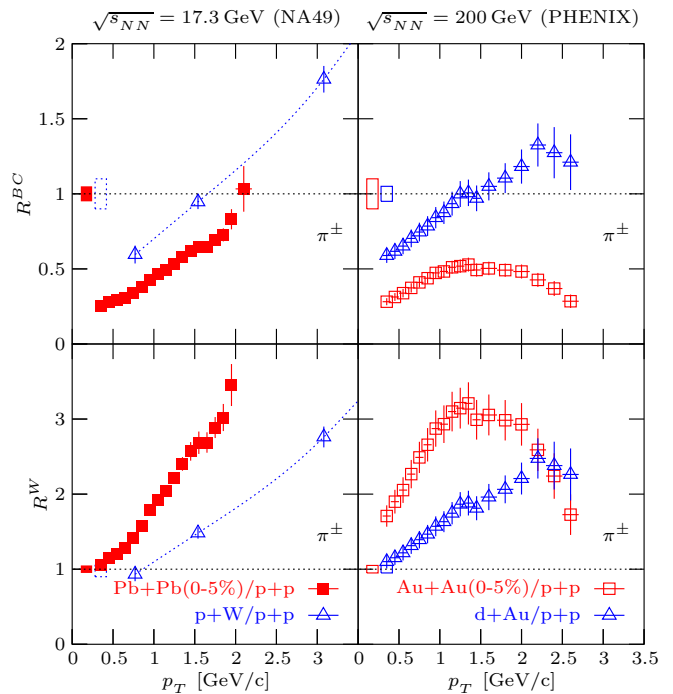 √s_NN = 17.3 GeV (NA49)
√s_NN = 200 GeV (PHENIX)
2
1.5
1
0.5
0
R^BC
π±
π±
3
2
1
0
R^W
π±
π±
Pb+Pb(0-5%)/p+p
p+W/p+p
Au+Au(0-5%)/p+p
d+Au/p+p
0 0.5 1 1.5 2 2.5 3
0 0.5 1 1.5 2 2.5 3 3.5
p_T [GeV/c]
p_T [GeV/c]